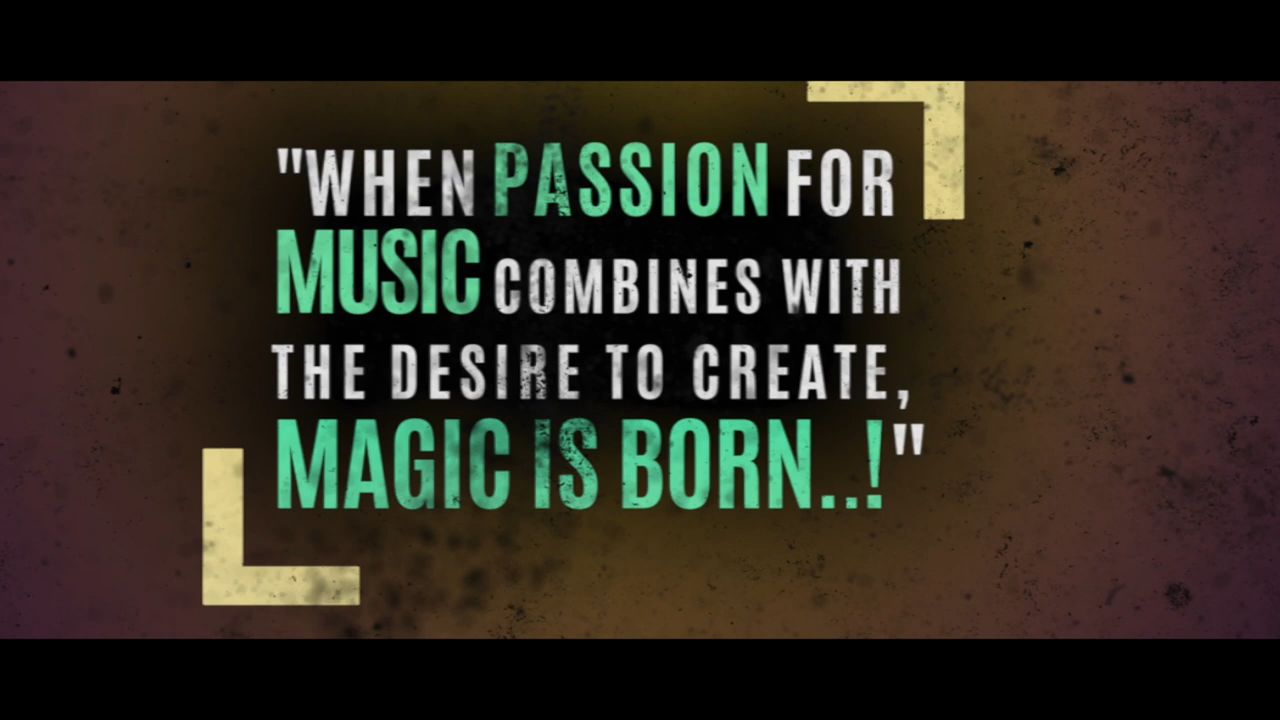 "WHEN PASSION FOR
MUSIC COMBINES WITH
THE DESIRE TO CREATE,
MAGIC IS BORN..!"